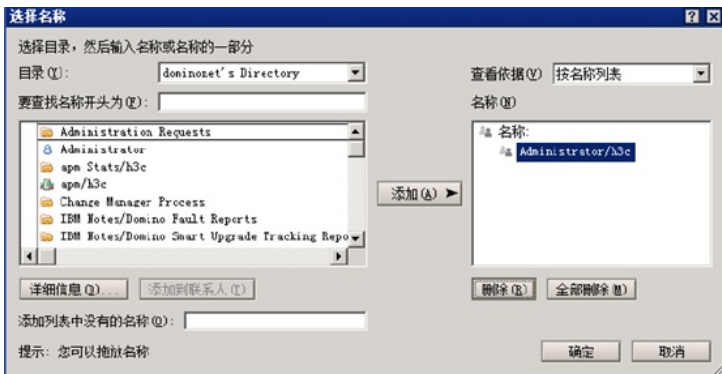 选择名称
选择目录，然后输入名称或名称的一部分
目录(Y)：
doninonet's Directory
查看依据(V)
按名称列表
要查找名称开头为(F)：
名称(N)
Administration Requests
Administrator
apm Stats/h3c
apm/h3c
Change Manager Process
IBM Notes/Domino Fault Reports
IBM Notes/Domino Smart Upgrade Tracking Repo
名称:
Administrator/h3c
添加(A)
详细信息(D)...
添加到联系人(T)
删除(R)
全部删除(M)
添加列表中没有的名称(Q)：
提示：您可以拖放名称
确定
取消